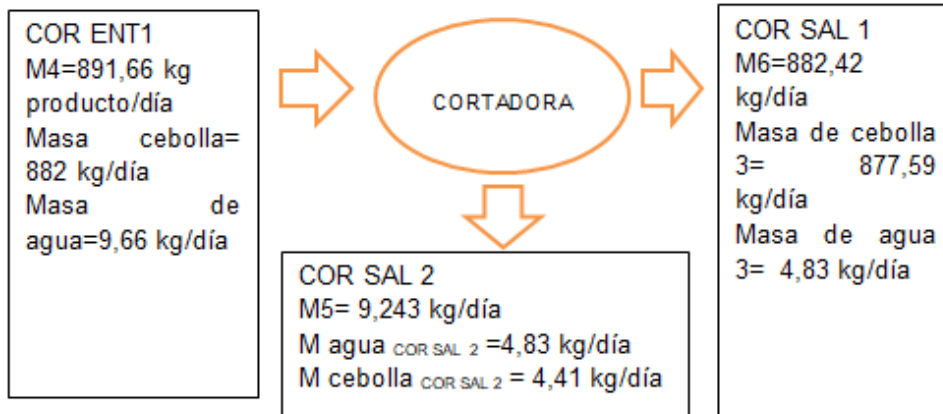 COR ENT1
M4=891,66 kg
producto/día
Masa cebolla=
882 kg/día
Masa de
agua=9,66 kg/día
CORTADORA
COR SAL 1
M6=882,42
kg/día
Masa de cebolla
3= 877,59
kg/día
Masa de agua
3= 4,83 kg/día
COR SAL 2
M5= 9,243 kg/día
M agua COR SAL 2 =4,83 kg/día
M cebolla COR SAL 2 = 4,41 kg/día